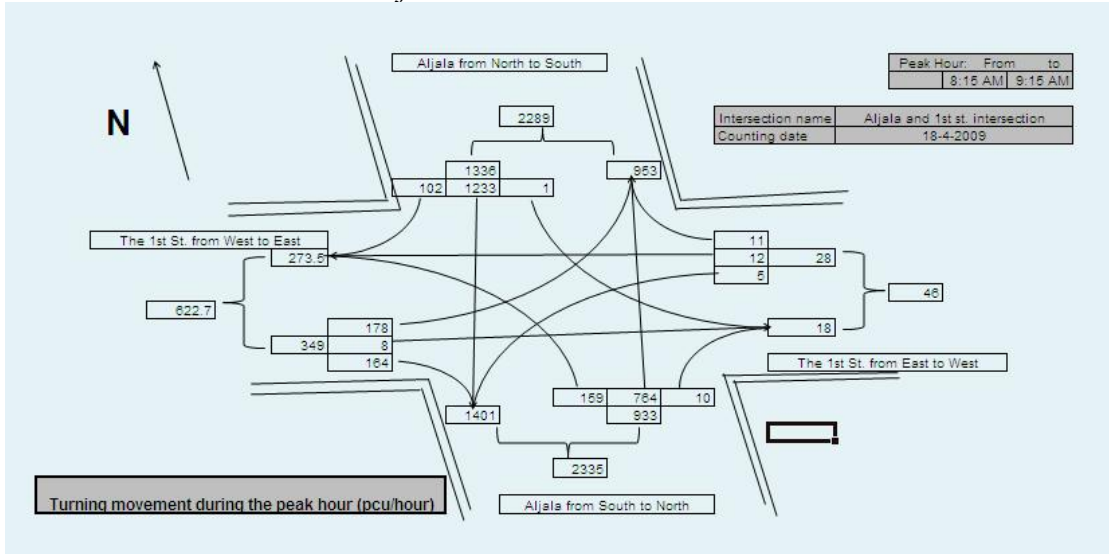 Aljala from North to South
Peak Hour: From to
8:15 AM 9:15 AM
N
2289
Intersection name Aljala and 1st st. intersection
Counting date 18-4-2009
1336
953
102 1233 1
The 1st St. from West to East
11
273.5
12 28
5
46
622.7
178
18
349 8
164
The 1st St. from East to West
159 764 10
1401
933
2335
Turning movement during the peak hour (pcu/hour)
Aljala from South to North